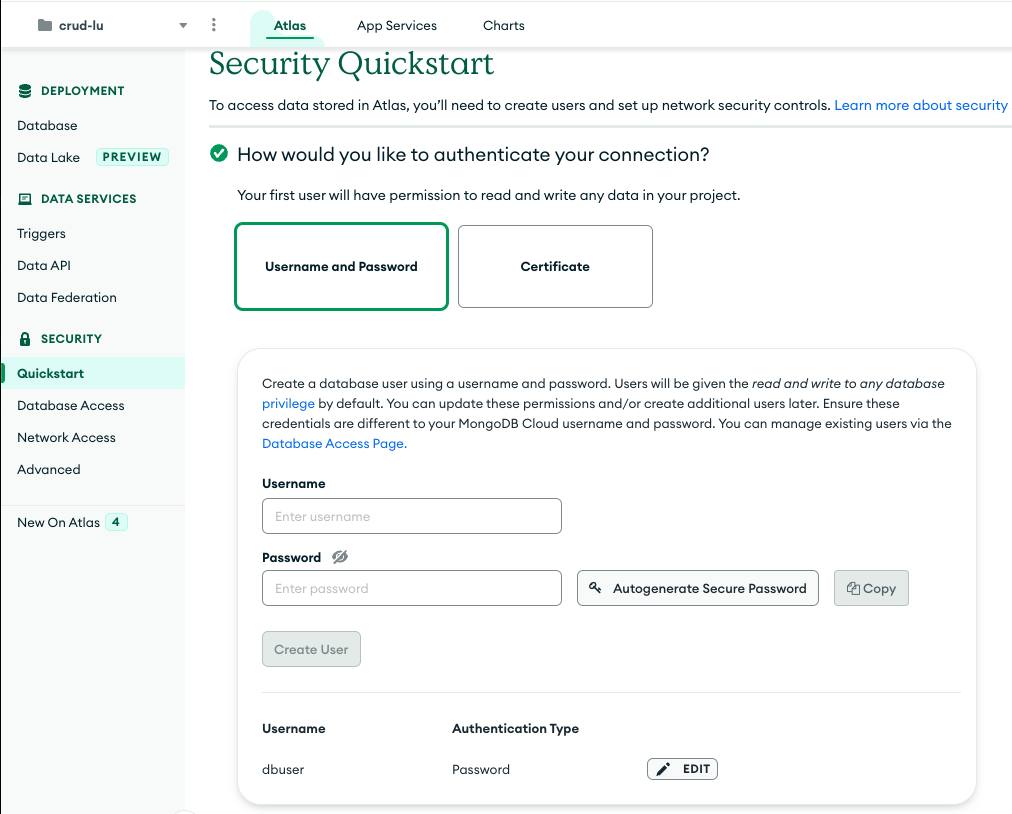 crud-lu
Atlas
App Services
Charts
DEPLOYMENT
Database
Data Lake PREVIEW
DATA SERVICES
Triggers
Data API
Data Federation
SECURITY
Quickstart
Database Access
Network Access
Advanced
New On Atlas 4
Security Quickstart
To access data stored in Atlas, you’ll need to create users and set up network security controls. Learn more about security
How would you like to authenticate your connection?
Your first user will have permission to read and write any data in your project.
Username and Password
Certificate
Create a database user using a username and password. Users will be given the read and write to any database
privilege by default. You can update these permissions and/or create additional users later. Ensure these
credentials are different to your MongoDB Cloud username and password. You can manage existing users via the
Database Access Page.
Username
Enter username
Password
Enter password
Autogenerate Secure Password
Copy
Create User
Username Authentication Type
dbuser Password EDIT